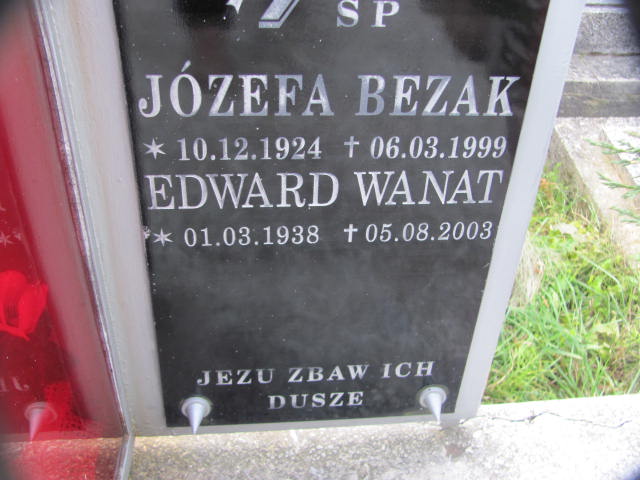 SP
JÓZEFA BEZAK
* 10.12.1924 † 06.03.1999
EDWARD WANAT
* 01.03.1938 † 05.08.2003
JEZU ZBAW ICH
DUSZE